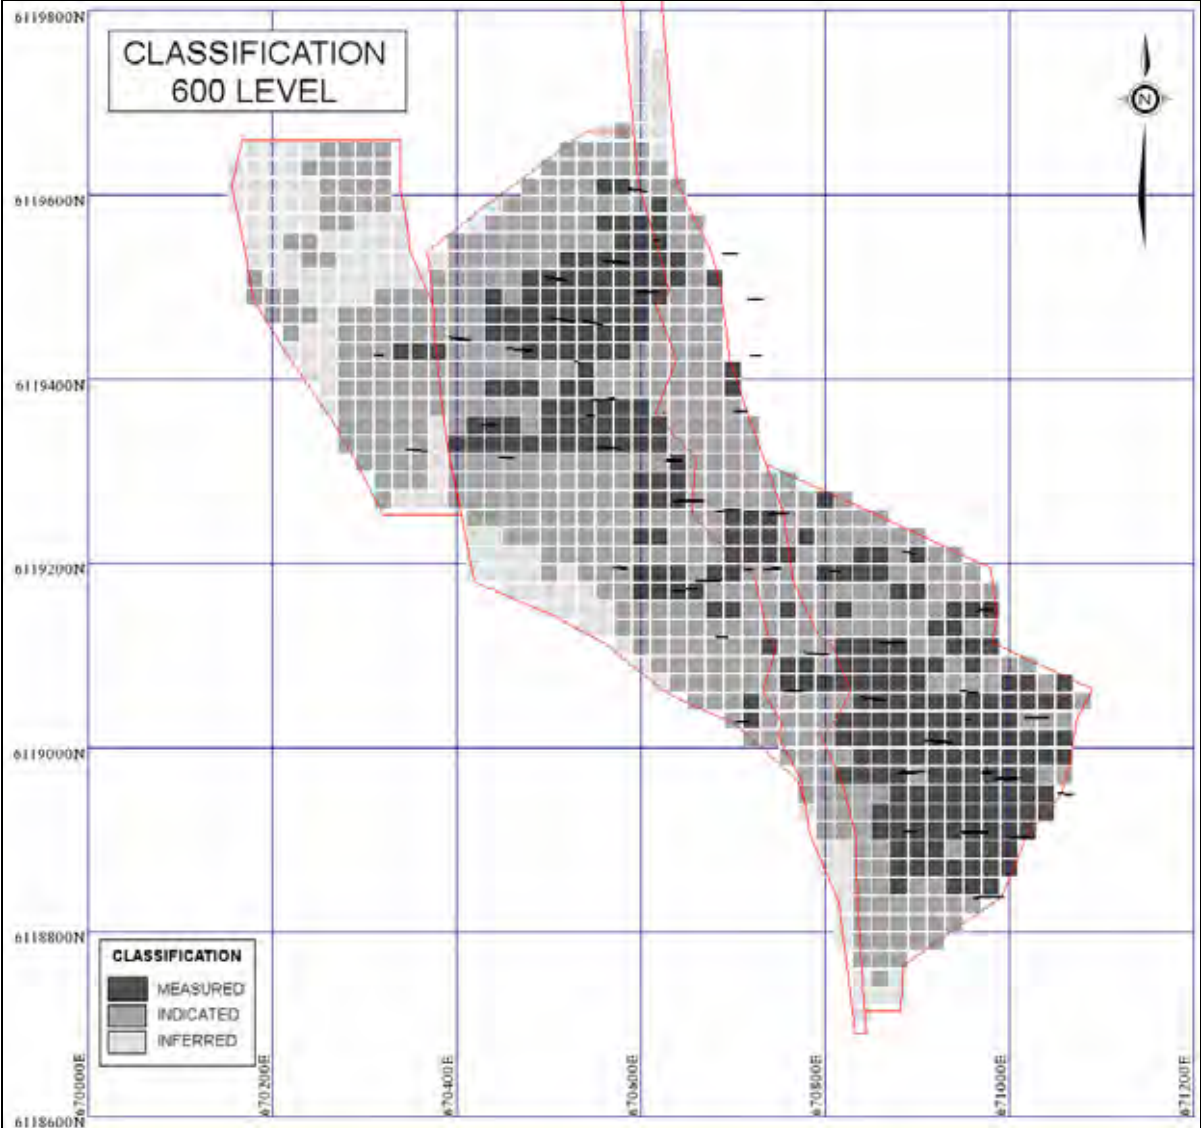 6119800N
CLASSIFICATION
600 LEVEL
N
6119600N
6119400N
6119200N
6119000N
6118800N
CLASSIFICATION
MEASURED
INDICATED
INFERRED
6118600N
670000E
670200E
670400E
670600E
670800E
671000E
671200E